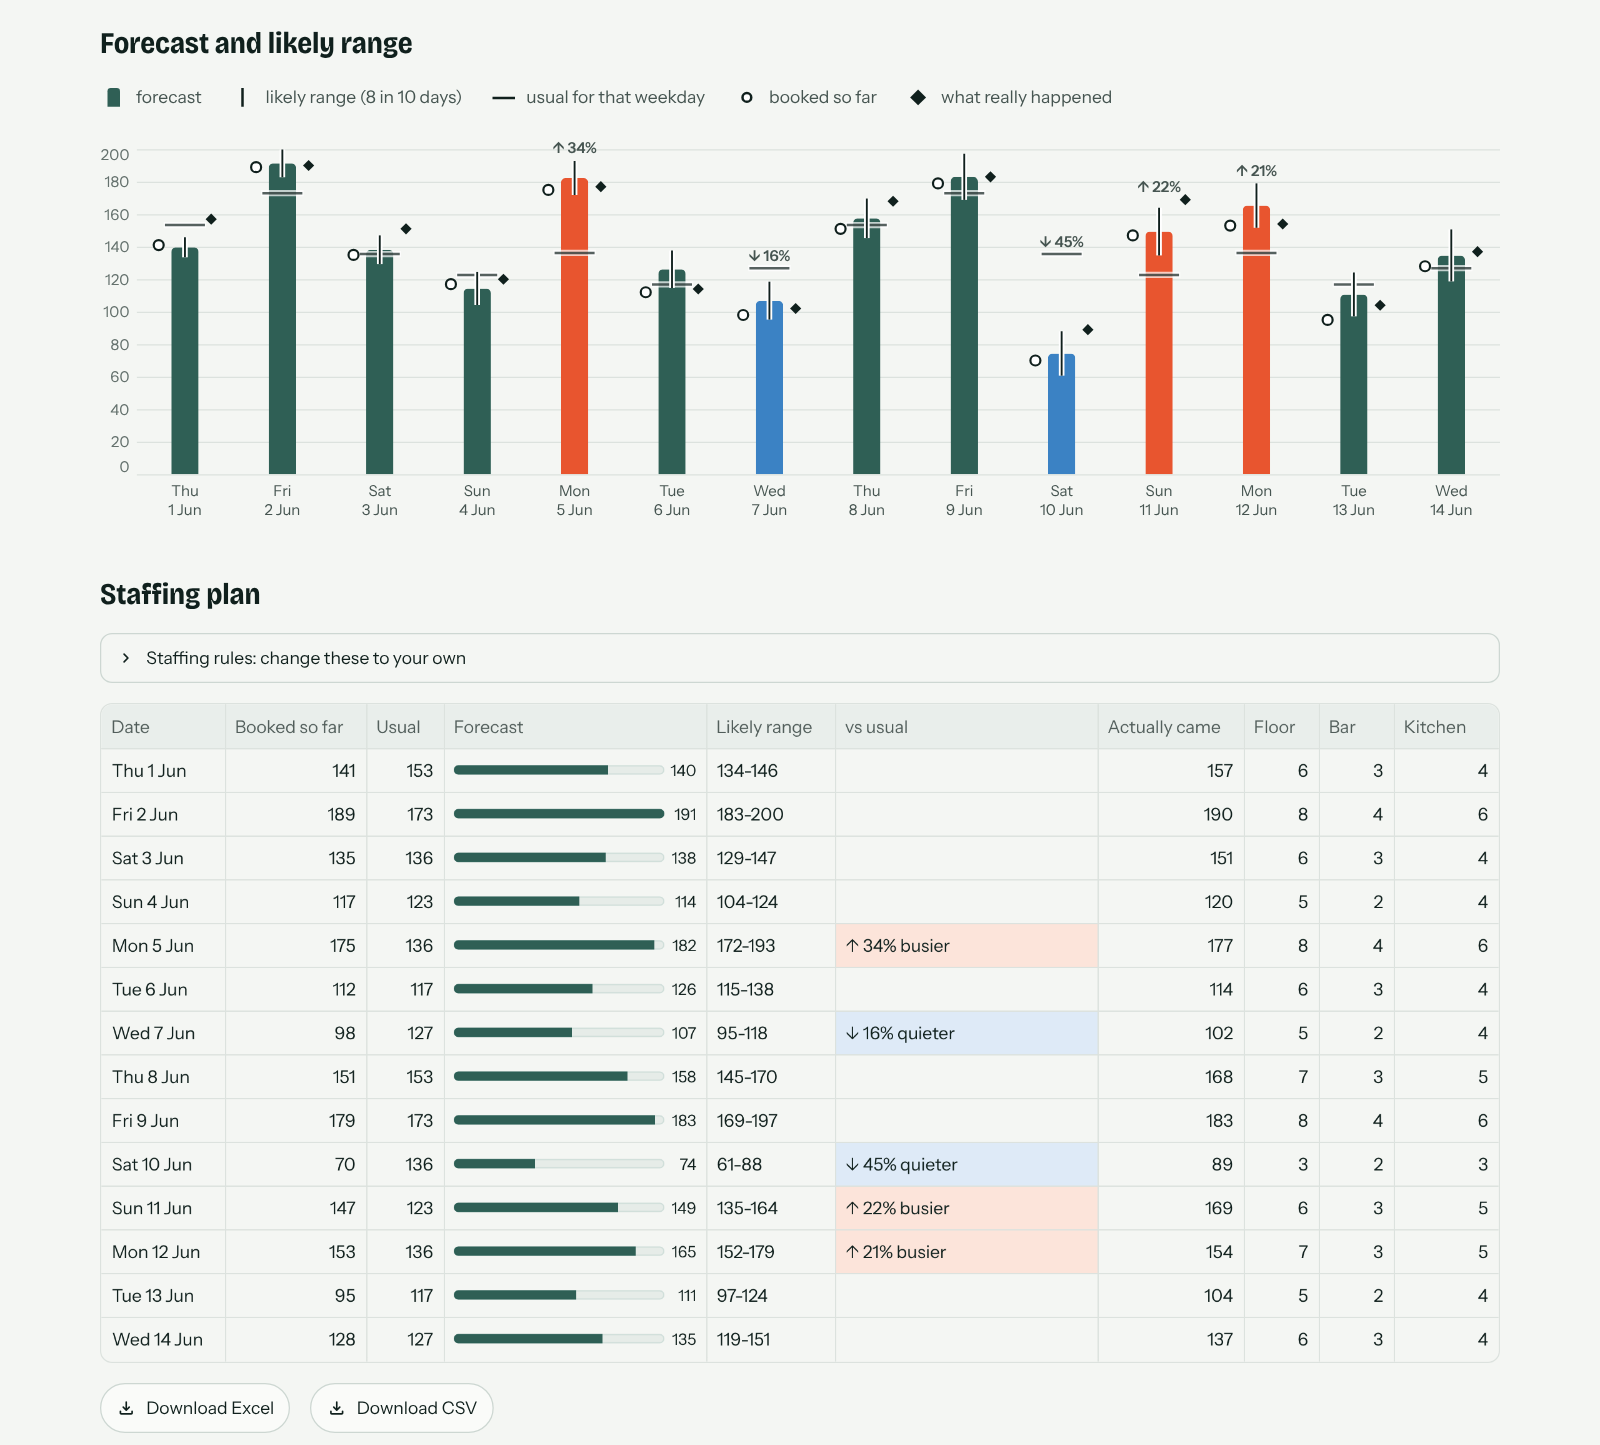 Forecast and likely range
forecast
likely range (8 in 10 days)
usual for that weekday
booked so far
what really happened
↑ 34%
↑ 21%
↑ 22%
↓ 45%
↓ 16%
200
180
160
140
120
100
80
60
40
20
0
Thu 1 Jun
Fri 2 Jun
Sat 3 Jun
Sun 4 Jun
Mon 5 Jun
Tue 6 Jun
Wed 7 Jun
Thu 8 Jun
Fri 9 Jun
Sat 10 Jun
Sun 11 Jun
Mon 12 Jun
Tue 13 Jun
Wed 14 Jun
Staffing plan
Staffing rules: change these to your own
Date Booked so far Usual Forecast Likely range vs usual Actually came Floor Bar Kitchen
Thu 1 Jun 141 153 140 134-146 157 6 3 4
Fri 2 Jun 189 173 191 183-200 190 8 4 6
Sat 3 Jun 135 136 138 129-147 151 6 3 4
Sun 4 Jun 117 123 114 104-124 120 5 2 4
Mon 5 Jun 175 136 182 172-193 ↑ 34% busier 177 8 4 6
Tue 6 Jun 112 117 126 115-138 114 6 3 4
Wed 7 Jun 98 127 107 95-118 ↓ 16% quieter 102 5 2 4
Thu 8 Jun 151 153 158 145-170 168 7 3 5
Fri 9 Jun 179 173 183 169-197 183 8 4 6
Sat 10 Jun 70 136 74 61-88 ↓ 45% quieter 89 3 2 3
Sun 11 Jun 147 123 149 135-164 ↑ 22% busier 169 6 3 5
Mon 12 Jun 153 136 165 152-179 ↑ 21% busier 154 7 3 5
Tue 13 Jun 95 117 111 97-124 104 5 2 4
Wed 14 Jun 128 127 135 119-151 137 6 3 4
Download Excel
Download CSV